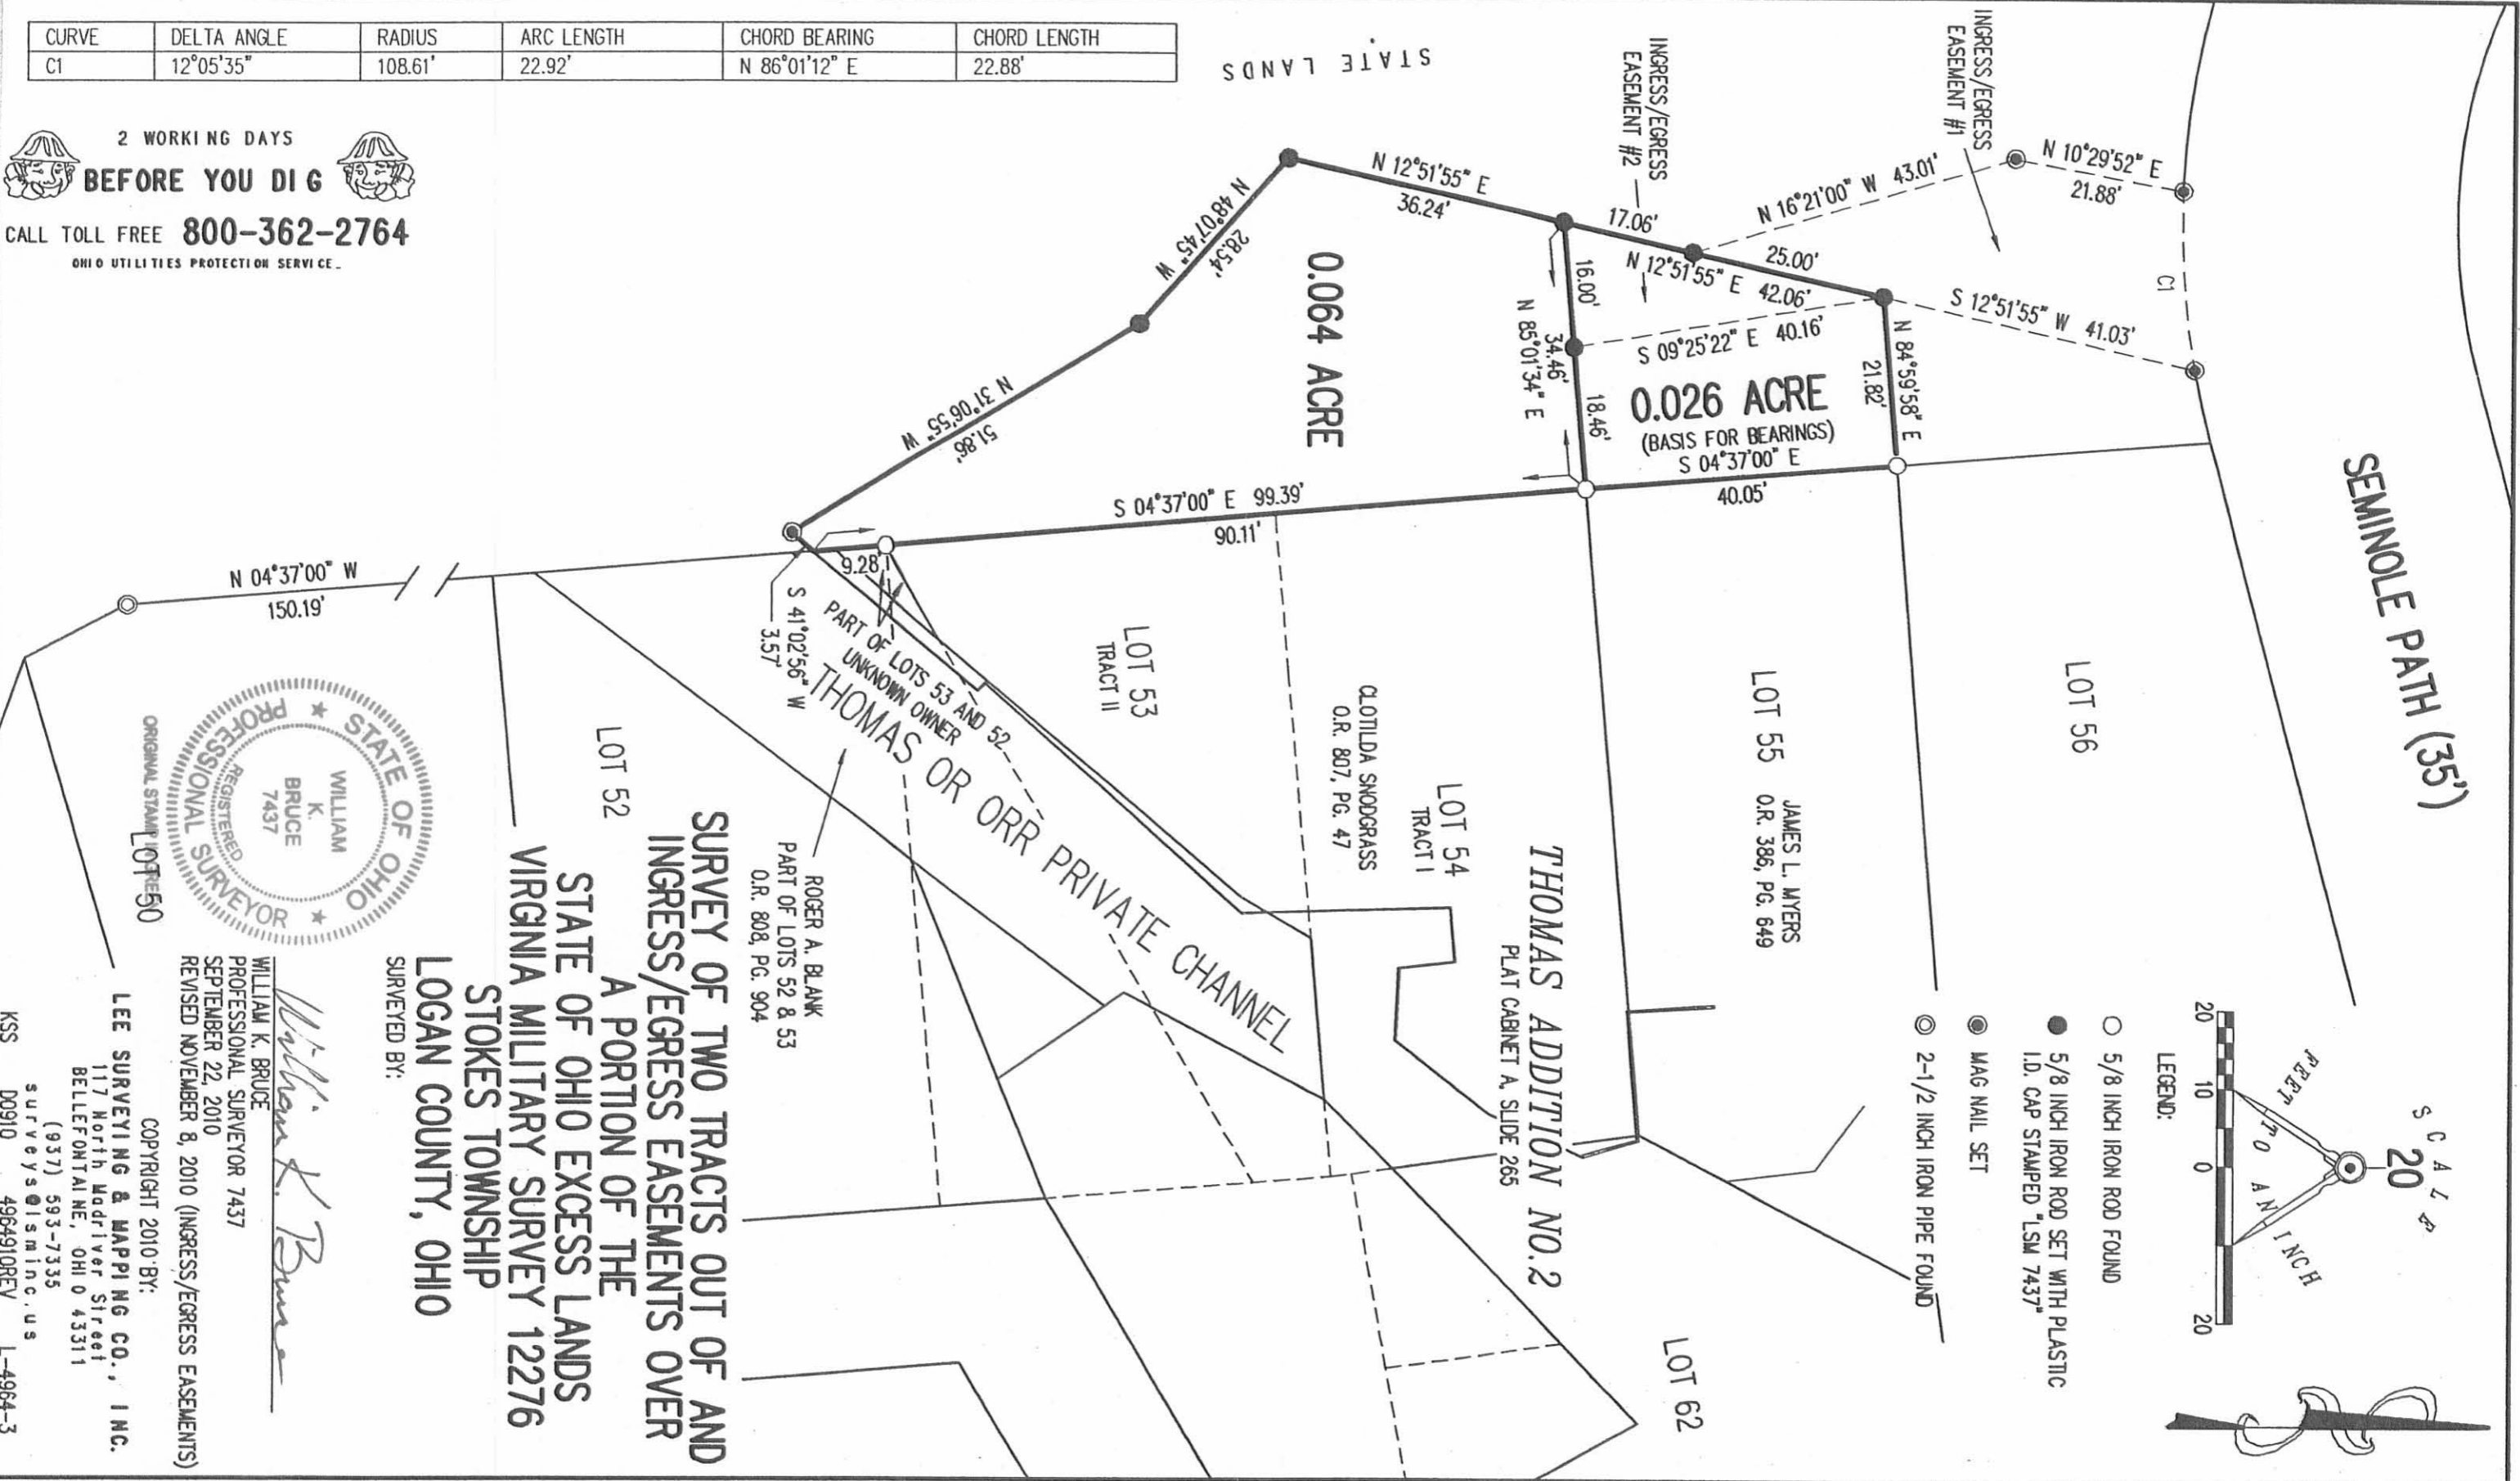 CURVE DELTA ANGLE RADIUS ARC LENGTH CHORD BEARING CHORD LENGTH
C1 12°05'35" 108.61' 22.92' N 86°01'12" E 22.88'
2 WORKING DAYS
BEFORE YOU DIG
CALL TOLL FREE 800-362-2764
OHIO UTILITIES PROTECTION SERVICE
STATE LANDS
INGRESS/EGRESS
EASEMENT #2
INGRESS/EGRESS
EASEMENT #1
N 10°29'52" E
21.88'
N 16°21'00" W 43.01'
C1
S 12°51'55" W 41.03'
N 12°51'55" E
36.24'
17.06'
25.00'
N 12°51'55" E 42.06'
S 09°25'22" E 40.16'
N 84°59'58" E
21.82'
16.00'
34.46'
N 85°01'34" E
18.46'
0.026 ACRE
(BASIS FOR BEARINGS)
S 04°37'00" E
40.05'
0.064 ACRE
N 48°07'45" W
28.54'
N 31°06'55" W
51.86'
S 04°37'00" E 99.39'
90.11'
9.28'
S 41°02'56" W
3.57'
N 04°37'00" W
150.19'
SEMINOLE PATH (35')
LOT 56
LOT 55
JAMES L. MYERS
O.R. 386, PG. 649
LOT 54
TRACT I
CLOTILDA SNODGRASS
O.R. 807, PG. 47
LOT 53
TRACT II
PART OF LOTS 53 AND 52
UNKNOWN OWNER
THOMAS OR ORR PRIVATE CHANNEL
LOT 52
ROGER A. BLANK
PART OF LOTS 52 & 53
O.R. 808, PG. 904
THOMAS ADDITION NO.2
PLAT CABINET A, SLIDE 265
LOT 62
LOT 50
SCALE
20
FEET TO AN INCH
20 10 0 20
LEGEND:
5/8 INCH IRON ROD FOUND
5/8 INCH IRON ROD SET WITH PLASTIC
I.D. CAP STAMPED "LSM 7437"
MAG NAIL SET
2-1/2 INCH IRON PIPE FOUND
SURVEY OF TWO TRACTS OUT OF AND
INGRESS/EGRESS EASEMENTS OVER
A PORTION OF THE
STATE OF OHIO EXCESS LANDS
VIRGINIA MILITARY SURVEY 12276
STOKES TOWNSHIP
LOGAN COUNTY, OHIO
SURVEYED BY:
William K. Bruce
WILLIAM K. BRUCE
PROFESSIONAL SURVEYOR 7437
SEPTEMBER 22, 2010
REVISED NOVEMBER 8, 2010 (INGRESS/EGRESS EASEMENTS)
STATE OF OHIO
WILLIAM
K.
BRUCE
7437
REGISTERED
PROFESSIONAL SURVEYOR
ORIGINAL STAMP IN GREEN
COPYRIGHT 2010 BY:
LEE SURVEYING & MAPPING CO., INC.
117 North Madriver Street
BELLEFONTAINE, OHIO 43311
(937) 593-7335
surveys@lsminc.us
KSS D0910 4964910REV L-4964-3